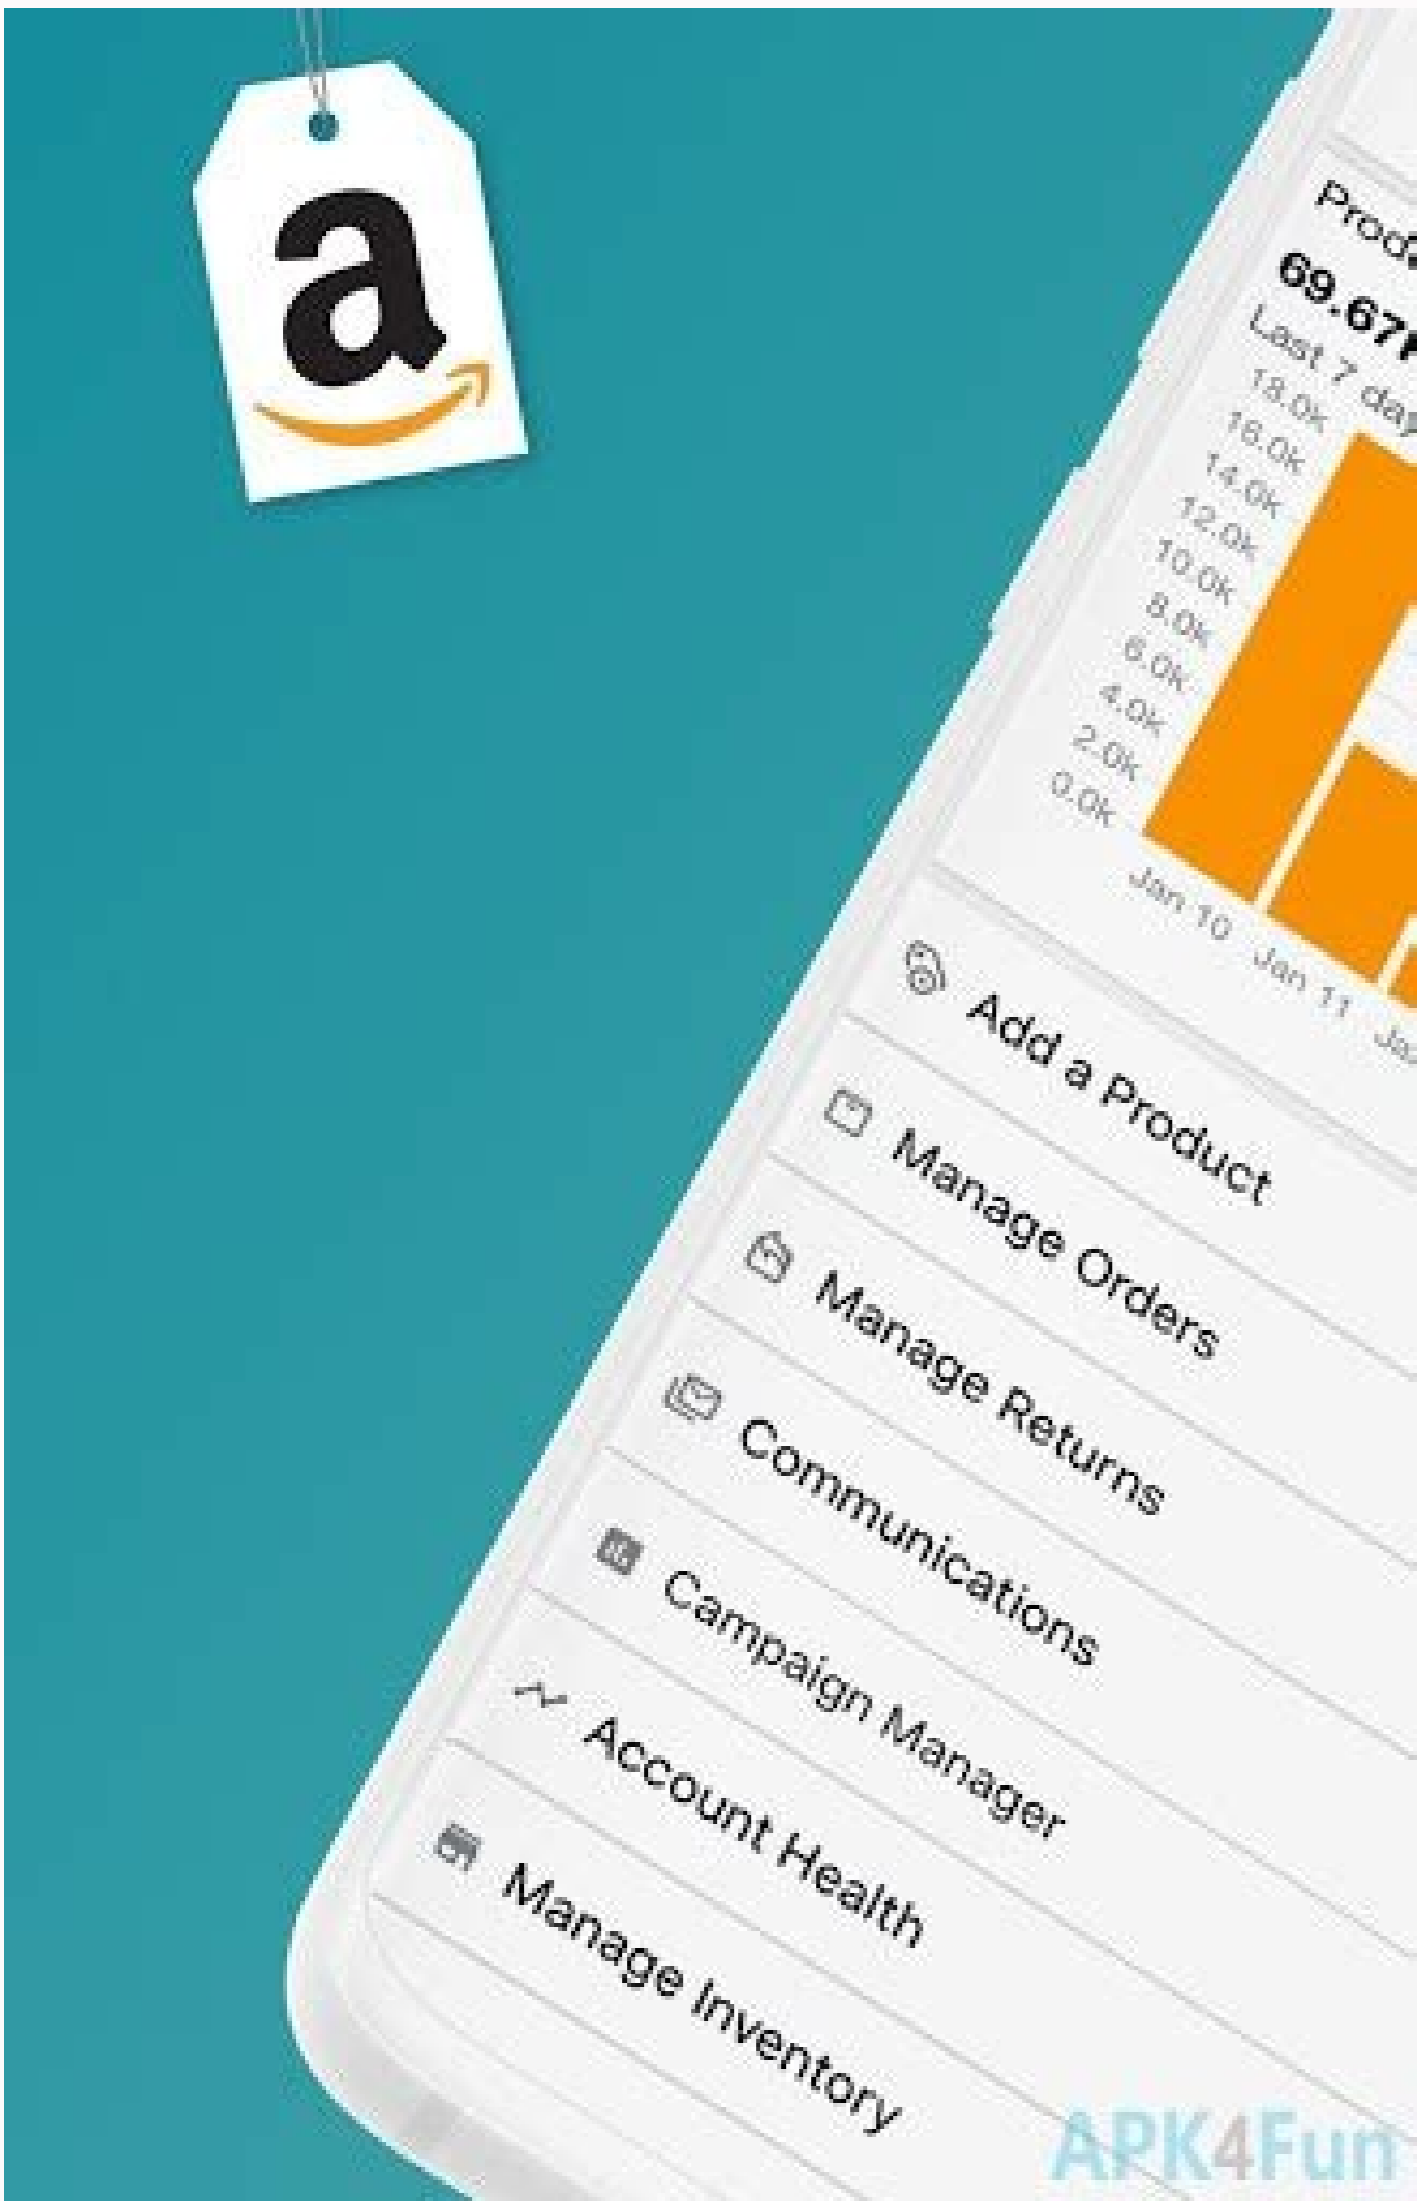 a
69.67
Last 7
18.0k
16.0k
14.0k
12.0k
10.0k
8.0k
6.0k
4.0k
2.0k
0.0k
Jan 10 Jan 11
Add a Product
Manage Orders
Manage Returns
Communications
Campaign Manager
Account Health
Manage Inventory
APK4Fun